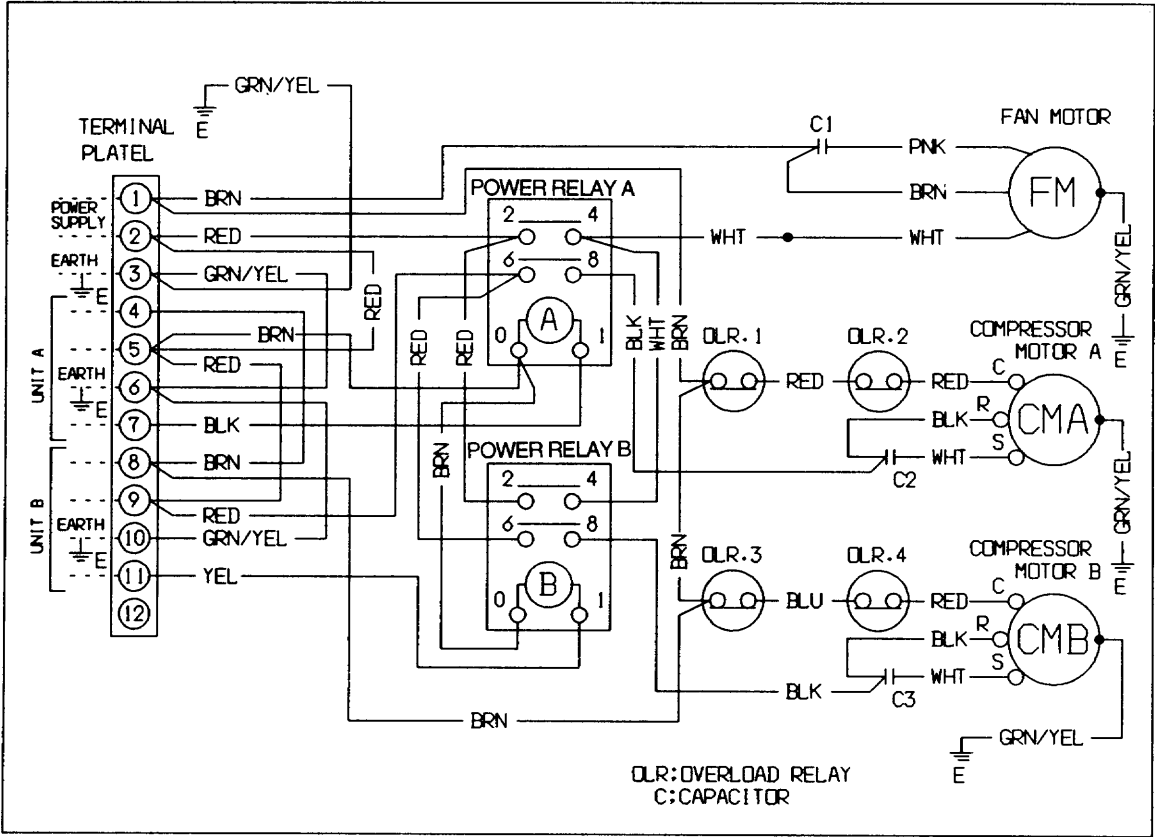 GRN/YEL
E
TERMINAL
PLATEL
C1
FAN MOTOR
PNK
BRN
FM
WHT
WHT
GRN/YEL
E
POWER
SUPPLY
EARTH
E
UNIT A
EARTH
E
UNIT B
EARTH
E
1
2
3
4
5
6
7
8
9
10
11
12
BRN
RED
GRN/YEL
RED
BRN
RED
BLK
BRN
RED
GRN/YEL
YEL
POWER RELAY A
2 4
6 8
A
0 1
RED
RED
BRN
BLK
WHT
BRN
POWER RELAY B
2 4
6 8
B
0 1
BRN
OLR.1
OLR.2
RED
RED
COMPRESSOR
MOTOR A
C
R
S
CMA
BLK
WHT
C2
GRN/YEL
E
BRN
OLR.3
OLR.4
BLU
RED
COMPRESSOR
MOTOR B
C
R
S
CMB
BLK
WHT
C3
BLK
GRN/YEL
E
OLR:OVERLOAD RELAY
C:CAPACITOR